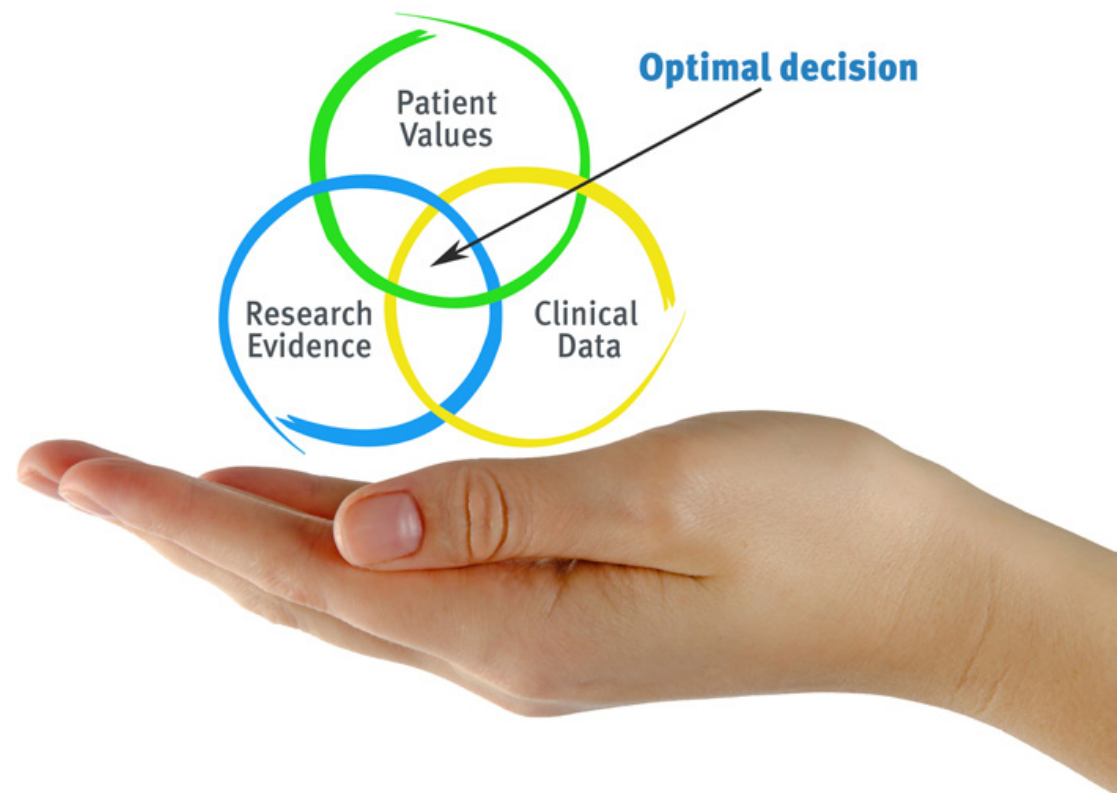 Optimal decision
Patient
Values
Research
Evidence
Clinical
Data